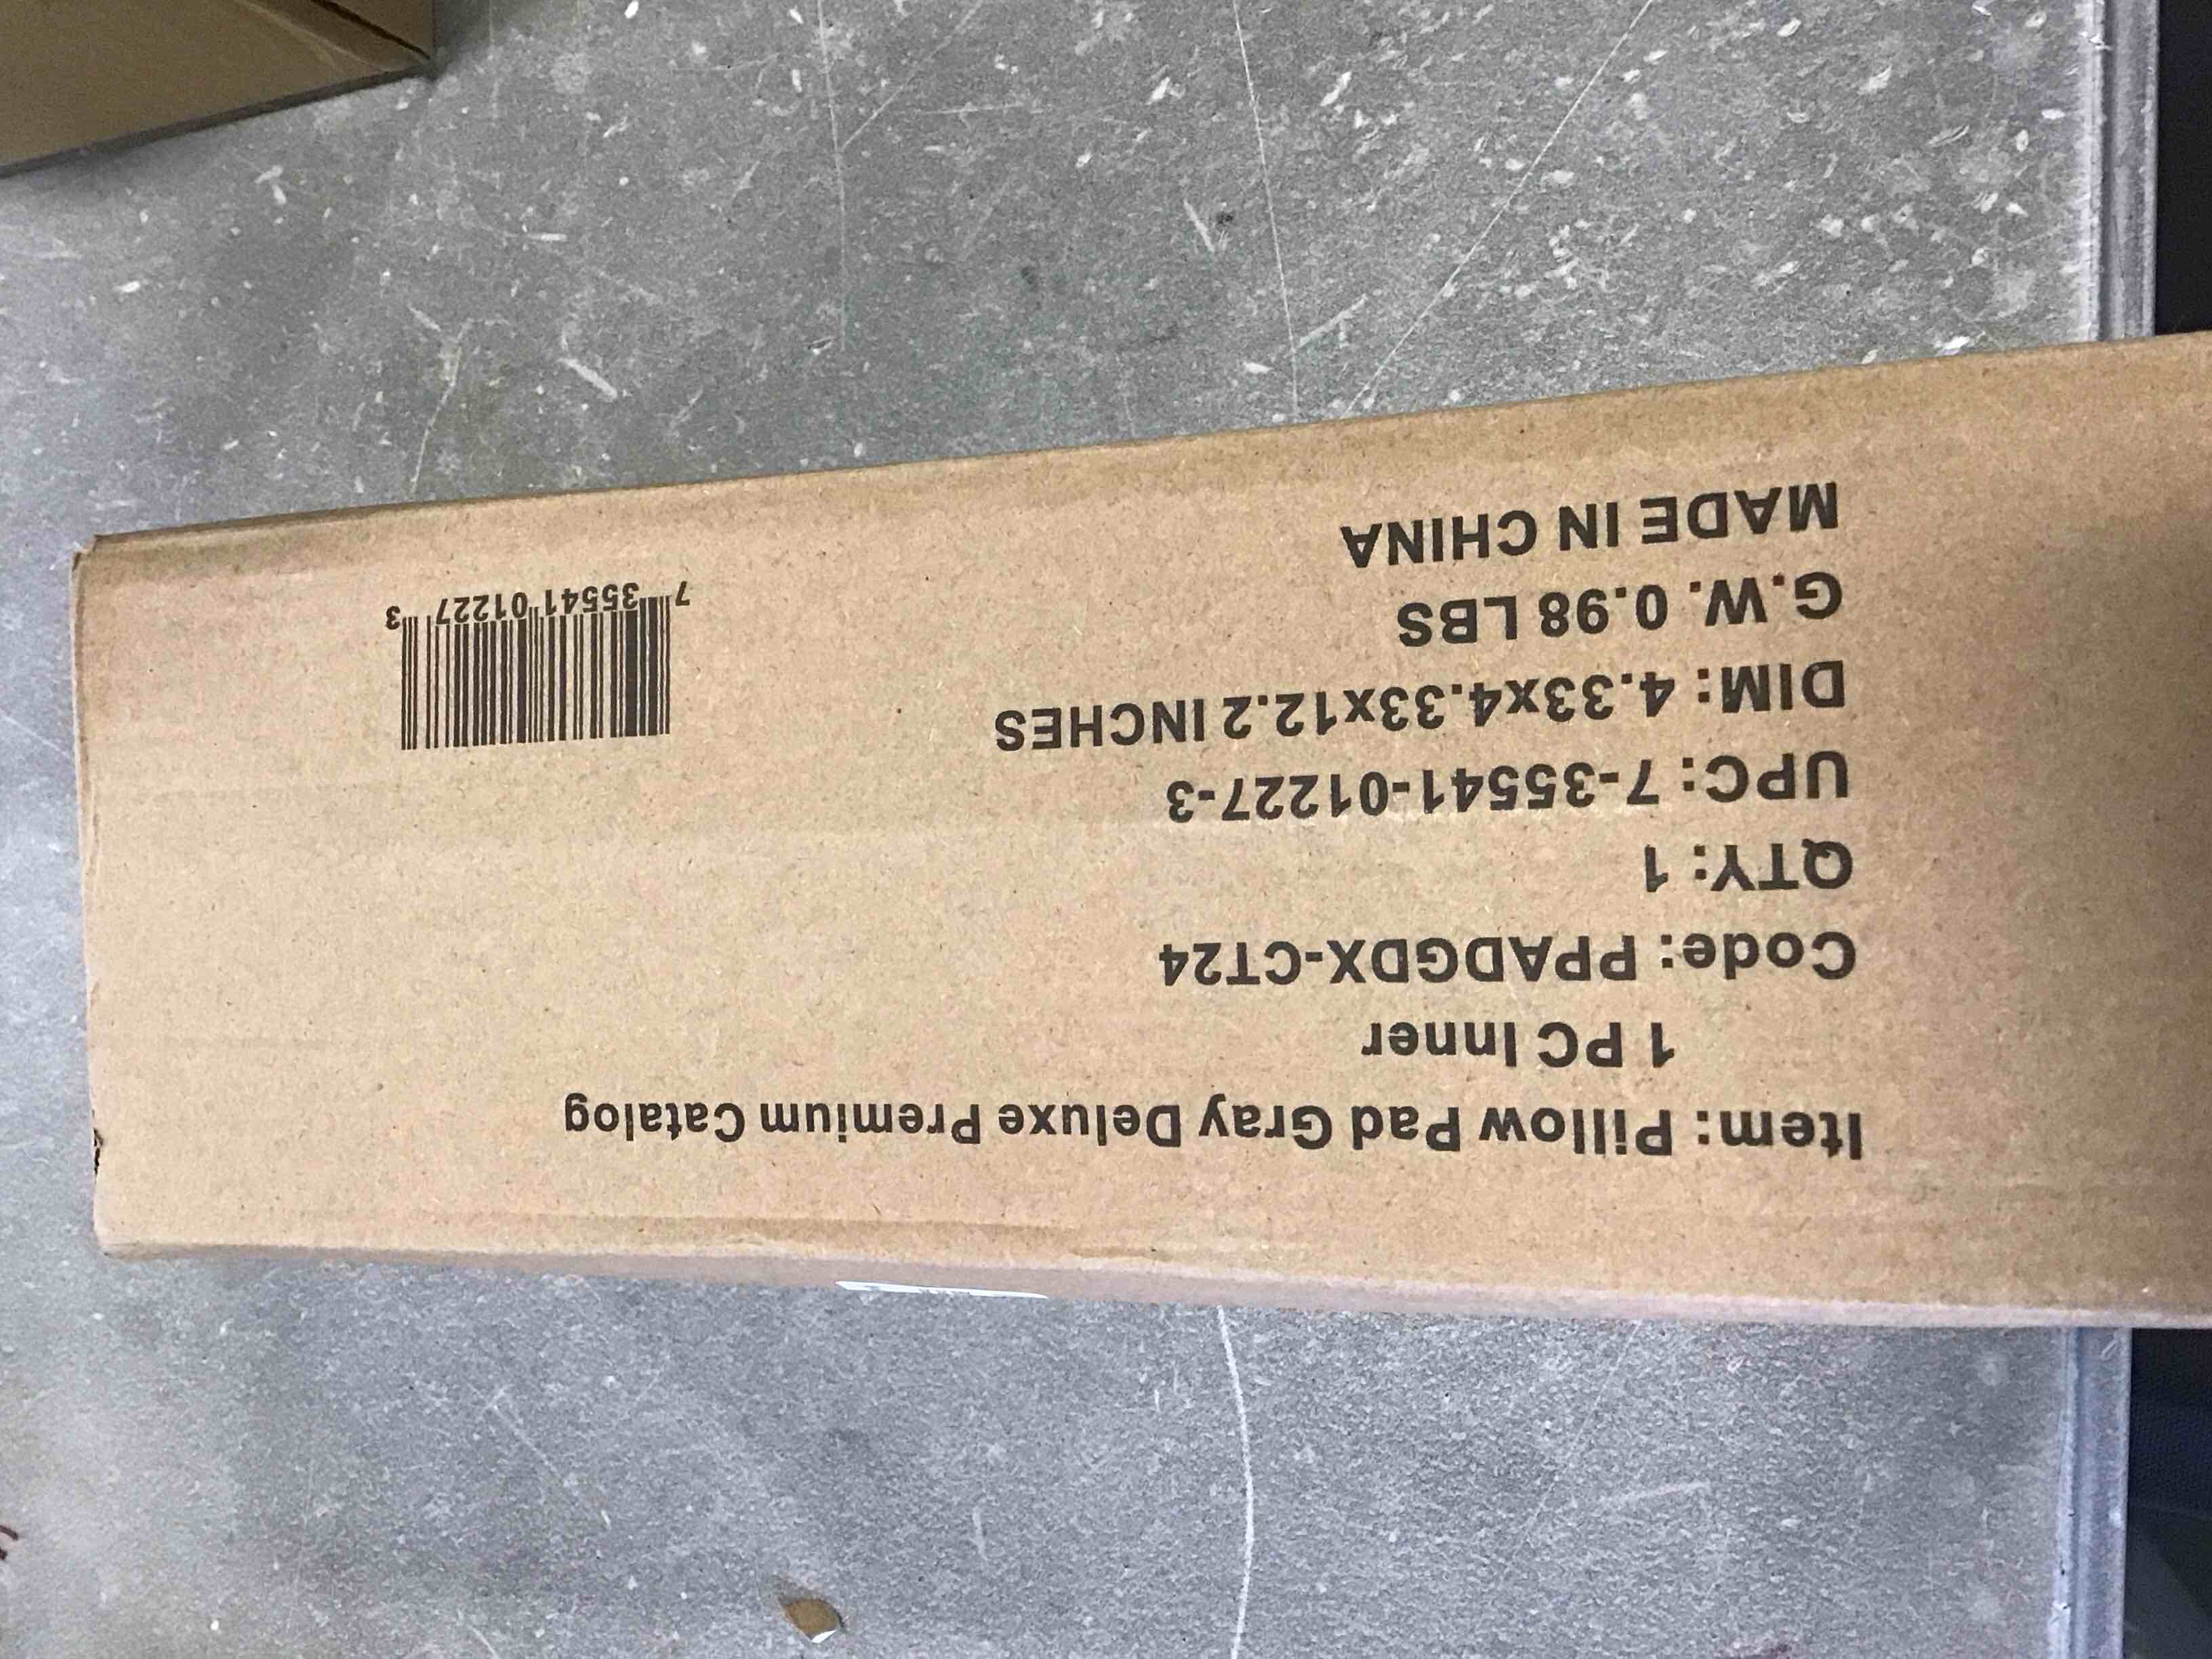 Item: Pillow Pad Gray Deluxe Premium Catalog
1 PC Inner
Code: PPADGDX-CT24
QTY: 1
UPC: 7-35541-01227-3
DIM: 4.33x4.33x12.2 INCHES
G.W. 0.98 LBS
MADE IN CHINA
7 35541 01227 3